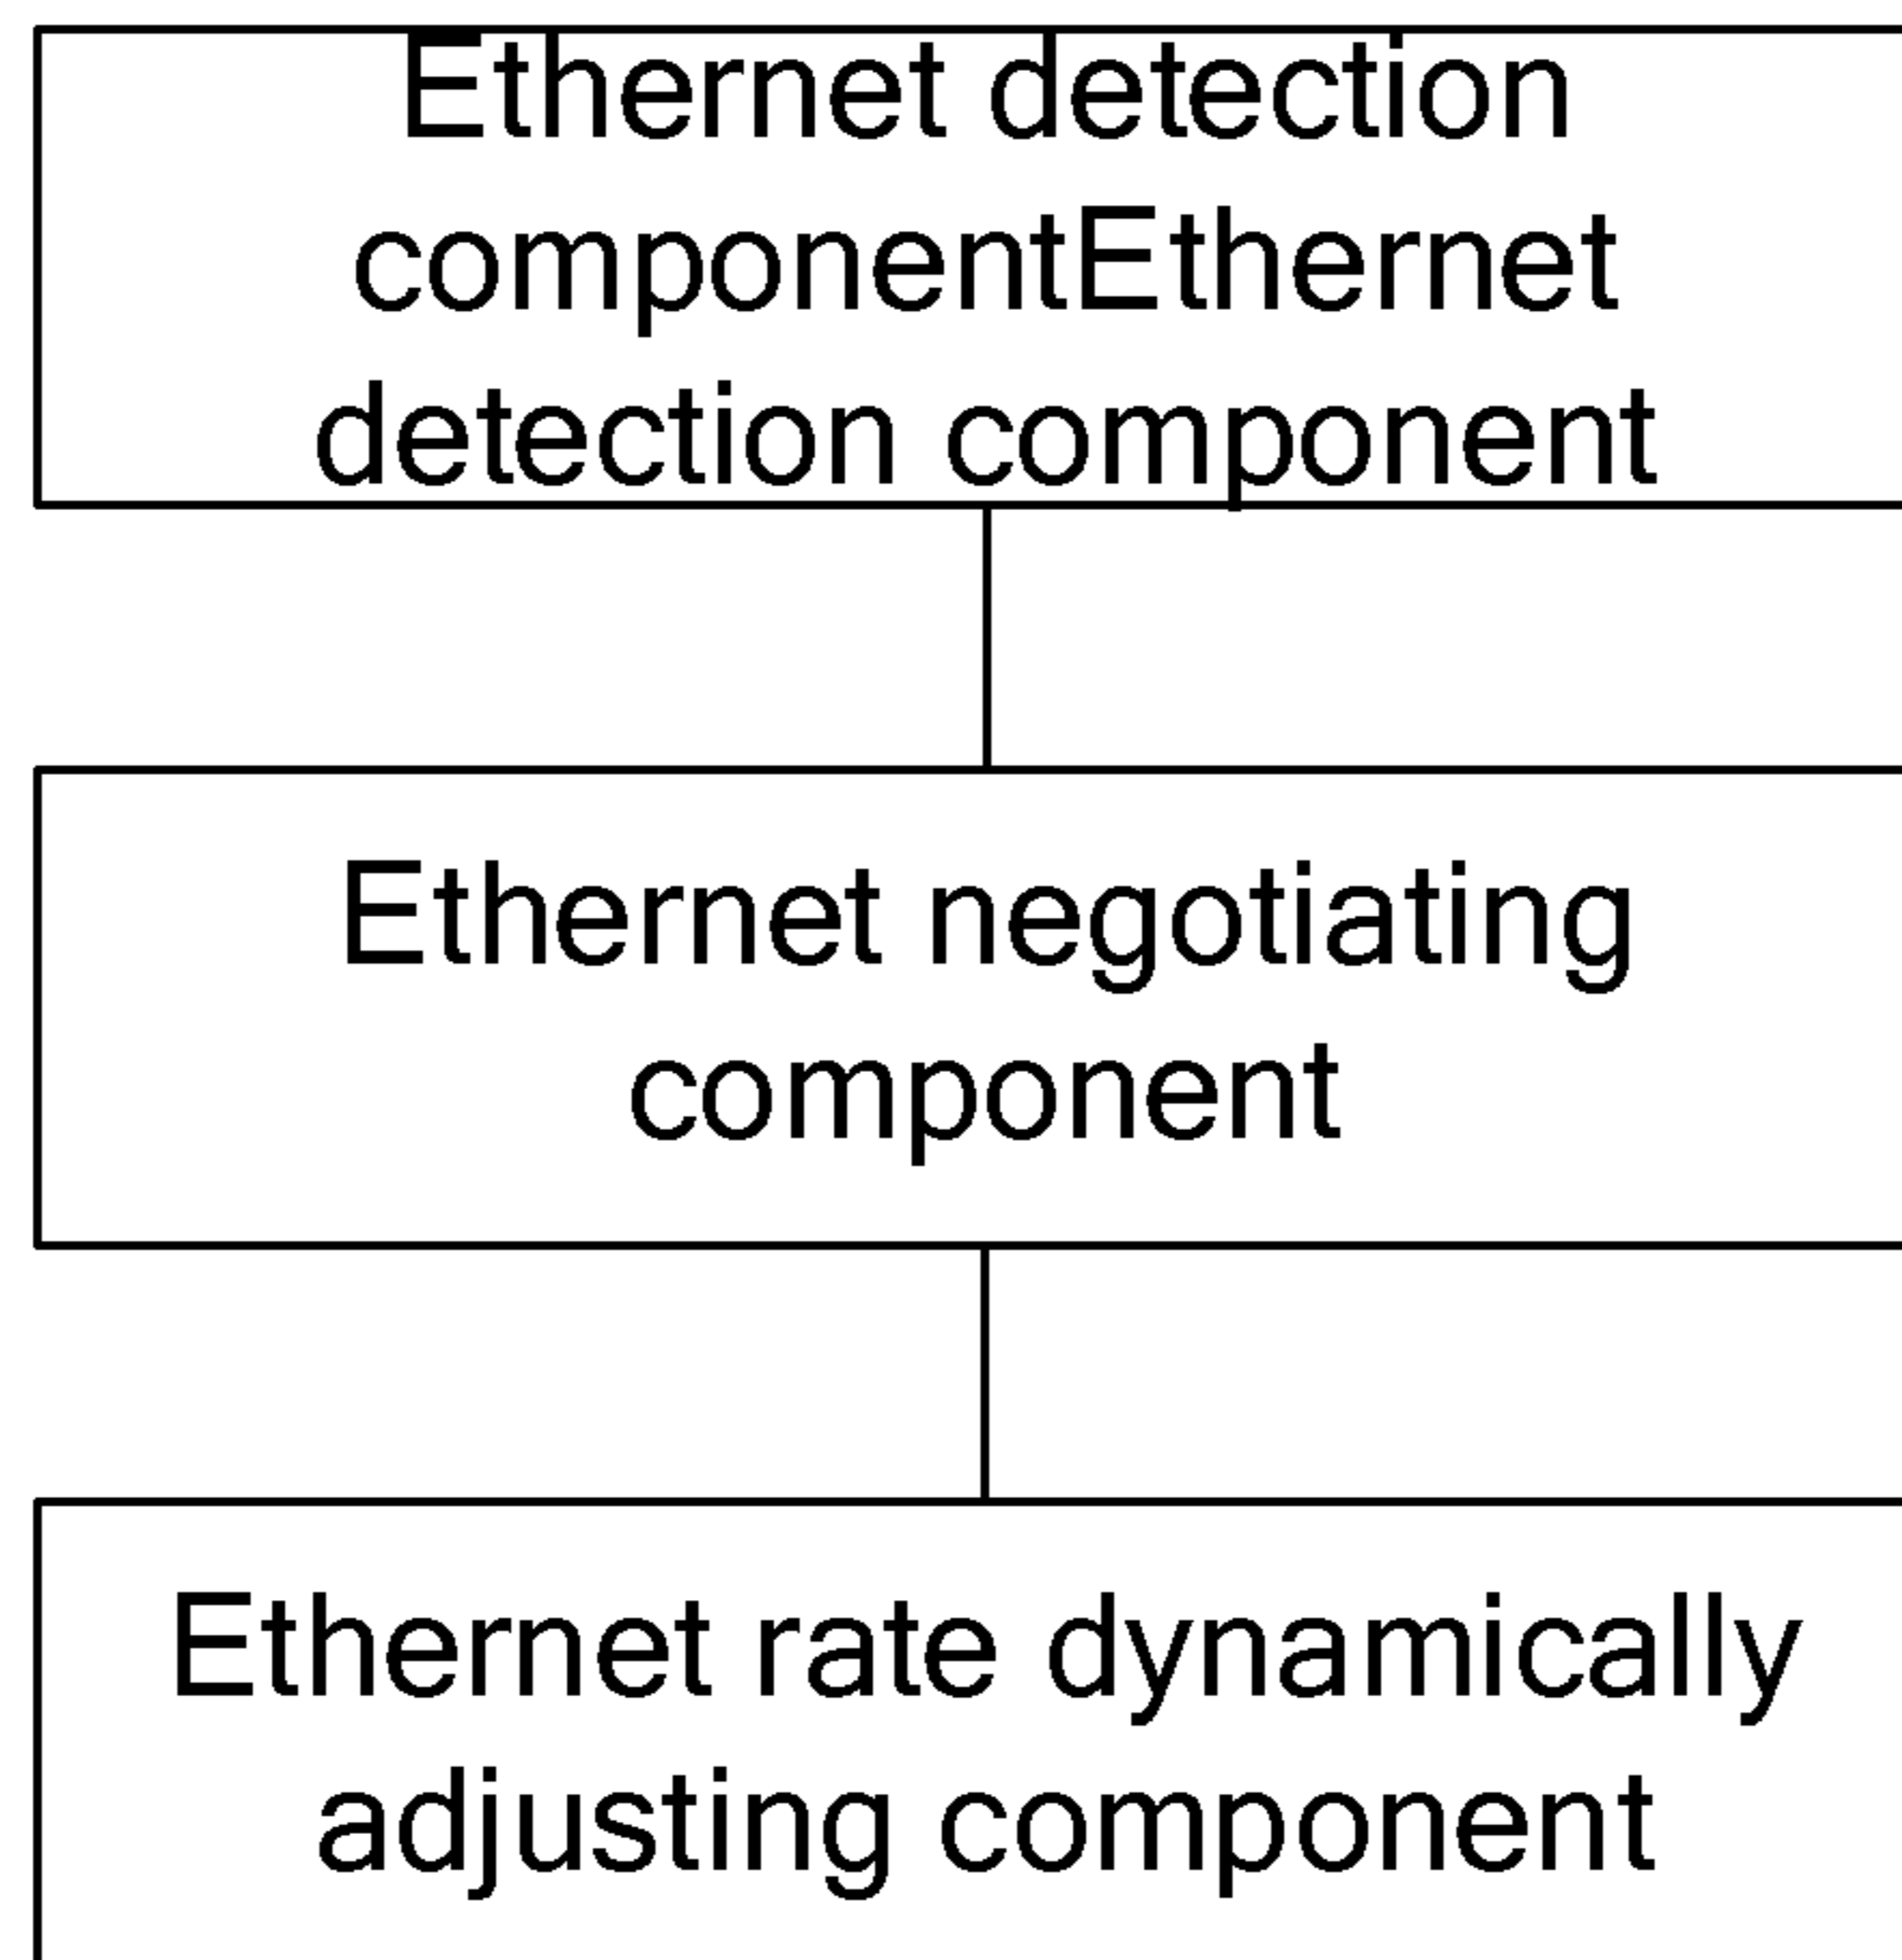 Ethernet detection
componentEthernet
detection component
Ethernet negotiating
component
Ethernet rate dynamically
adjusting component